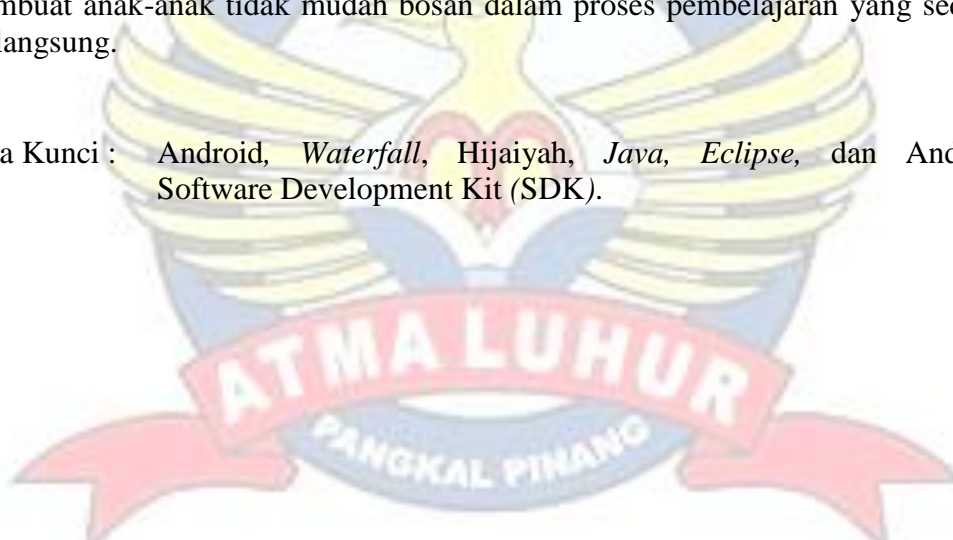 mbuat anak-anak tidak mudah bosan dalam proses pembelajaran yang sed
langsung.
a Kunci : Android, Waterfall, Hijaiyah, Java, Eclipse, dan And
Software Development Kit (SDK).
ATMA LUHUR
PANGKAL PINANG